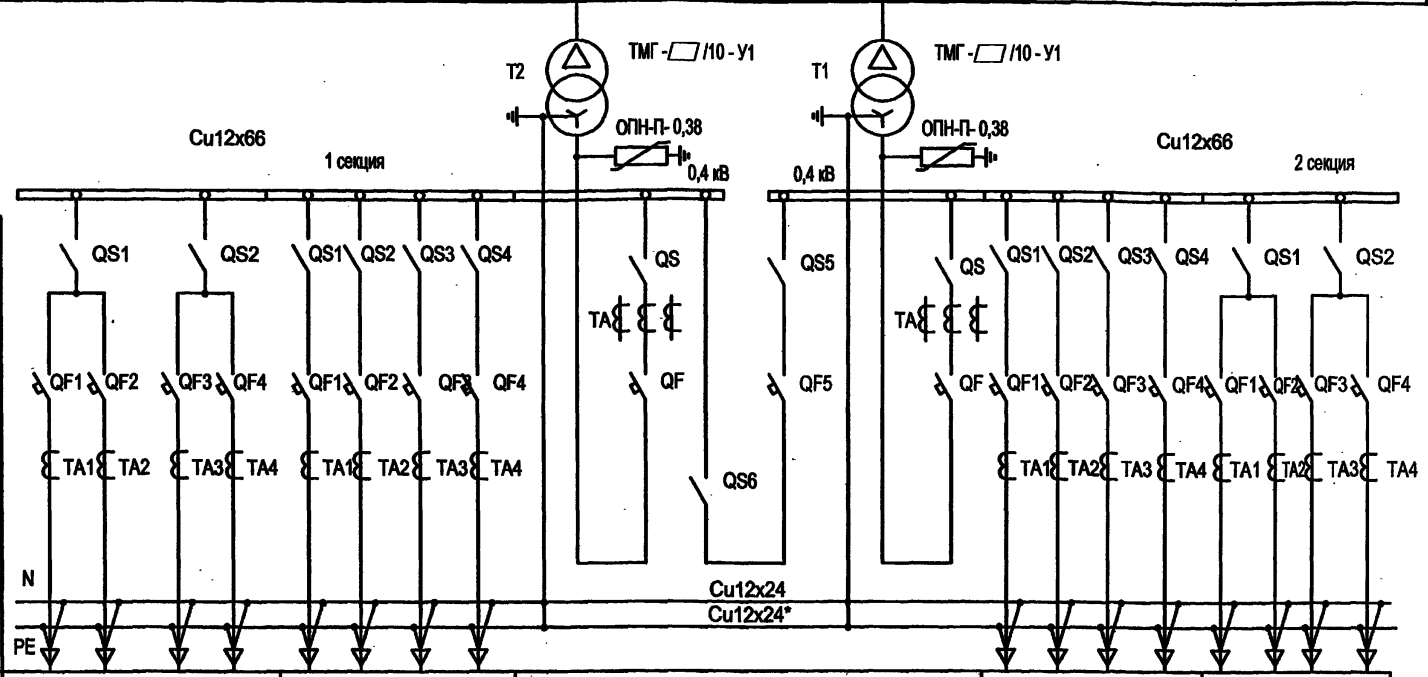 T2
ТМГ - /10 - У1
T1
ТМГ - /10 - У1
Cu12x66
ОПН-П- 0,38
ОПН-П- 0,38
Cu12x66
1 секция
0,4 кВ
0,4 кВ
2 секция
QS1 QS2 QS1 QS2 QS3 QS4 QS QS5 QS QS1 QS2 QS3 QS4 QS1 QS2
TA TA
QF1 QF2 QF3 QF4 QF1 QF2 QF3 QF4 QF QF5 QF QF1 QF2 QF3 QF4 QF1 QF2 QF3 QF4
TA1 TA2 TA3 TA4 TA1 TA2 TA3 TA4 TA1 TA2 TA3 TA4 TA1 TA2 TA3 TA4
QS6
N
Cu12x24
Cu12x24*
PE